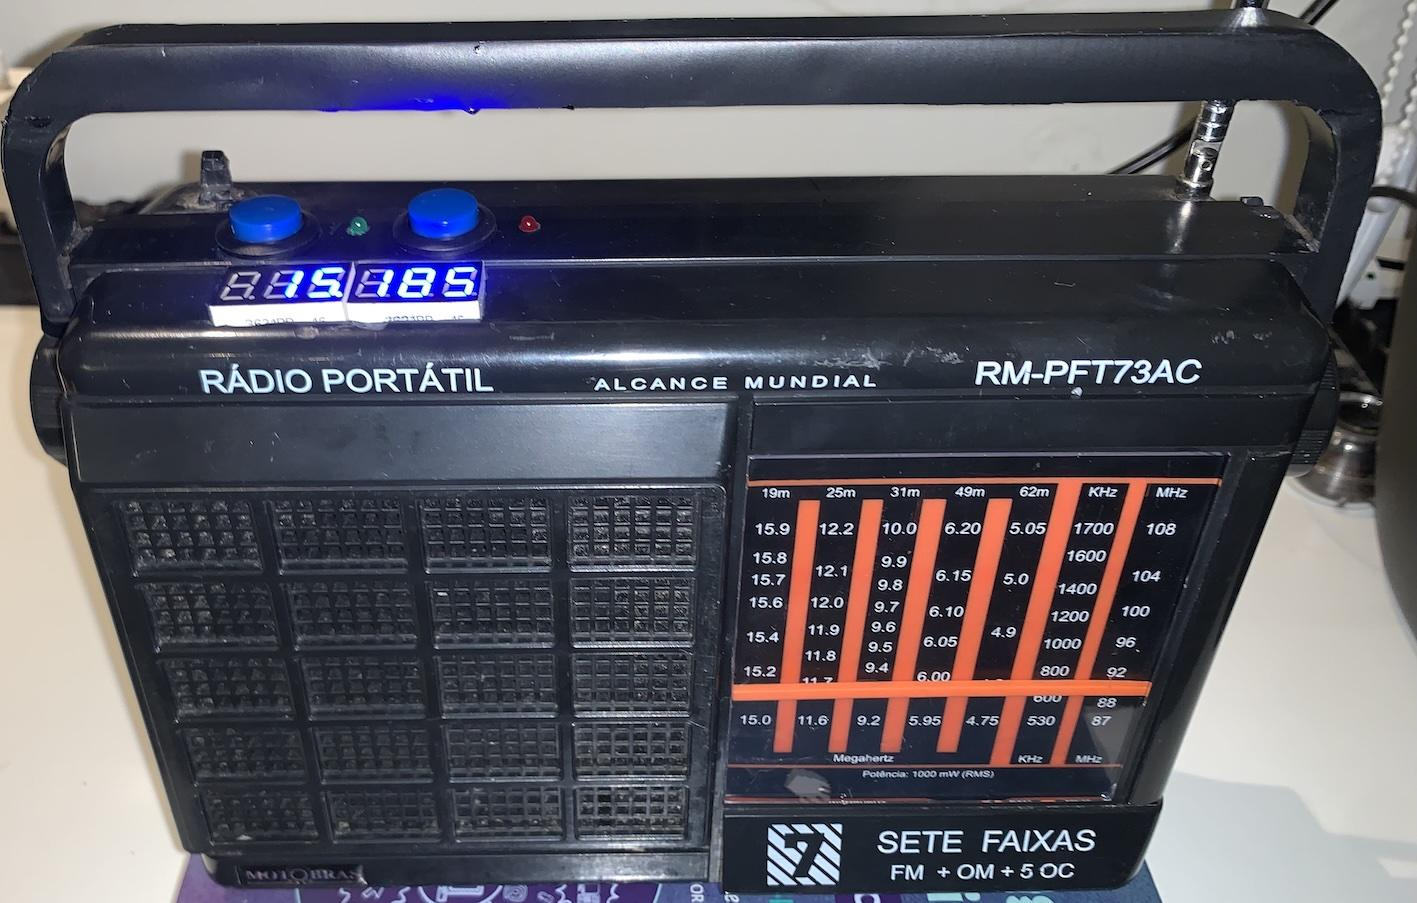 15.185
RÁDIO PORTÁTIL ALCANCE MUNDIAL RM-PFT73AC
19m 25m 31m 49m 62m KHz MHz
15.9 12.2 10.0 6.20 5.05 1700 108
15.8 9.9 1600
15.7 12.1 9.8 6.15 5.0 1400 104
15.6 12.0 9.7 6.10 1200 100
15.4 11.9 9.6 6.05 4.9 1000 96
11.8 9.5
15.2 11.7 9.4 6.00 800 92
600 88
15.0 11.6 9.2 5.95 4.75 530 87
Megahertz KHz MHz
Potência: 1000 mW (RMS)
7 SETE FAIXAS
FM + OM + 5 OC
MOTOBRAS